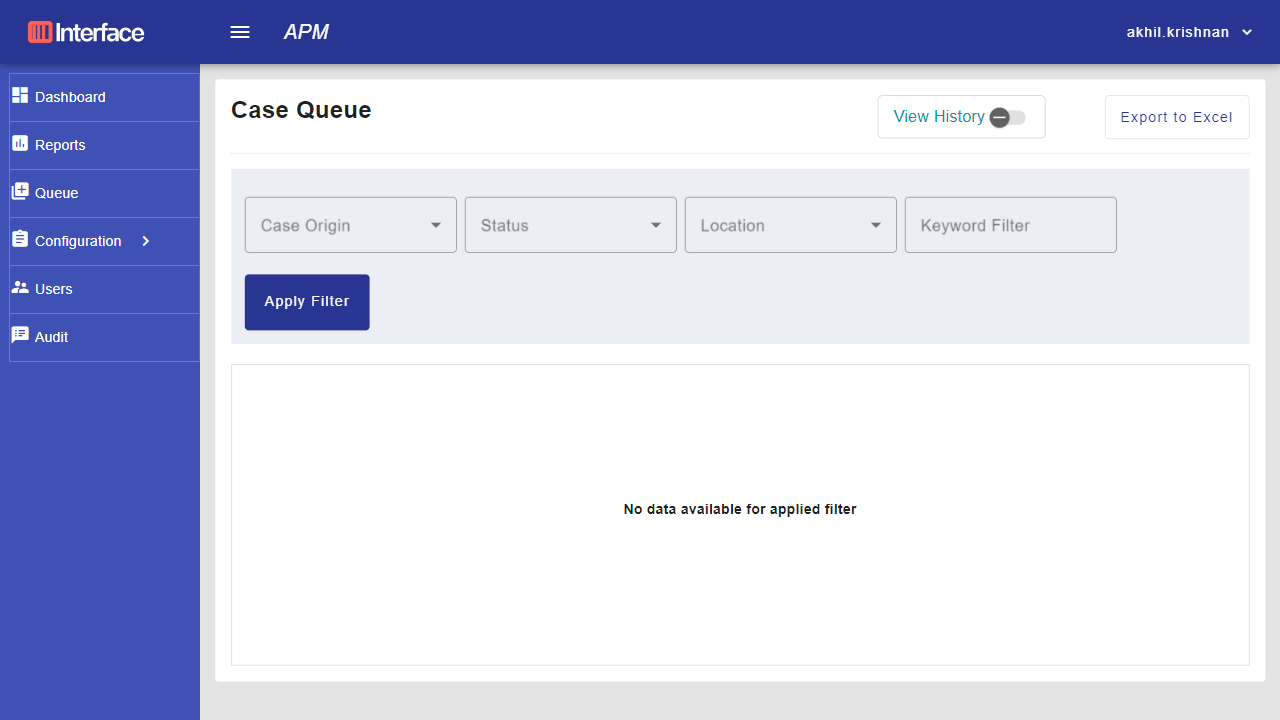 Interface
APM
akhil.krishnan
Dashboard
Reports
Queue
Configuration
Users
Audit
Case Queue
View History
Export to Excel
Case Origin
Status
Location
Keyword Filter
Apply Filter
No data available for applied filter